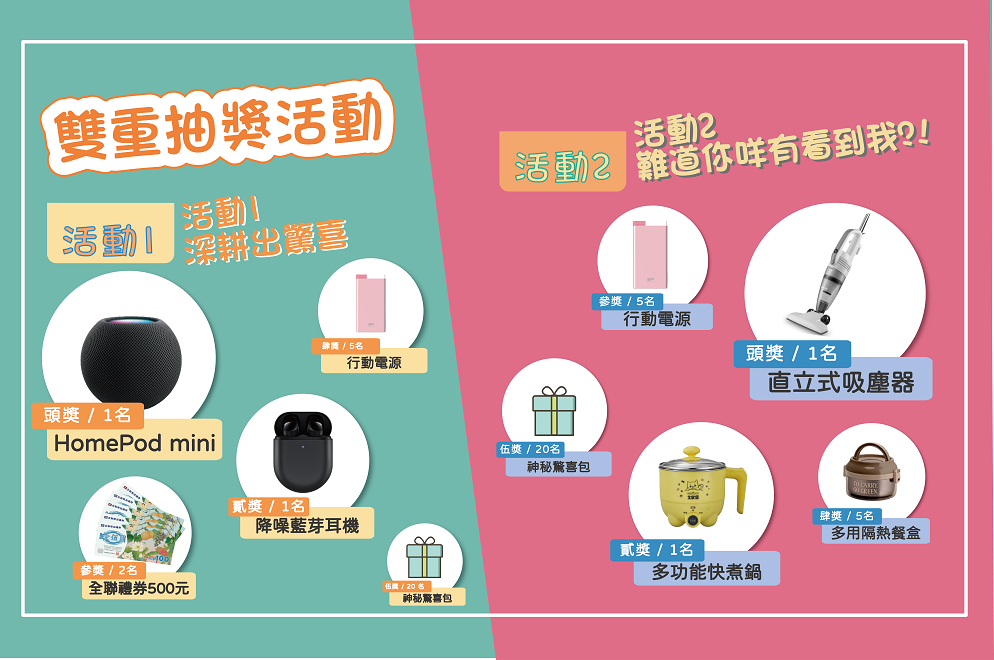 雙重抽獎活動
活動1
活動1
深耕出驚喜
頭獎 / 1名
HomePod mini
肆獎 / 5名
行動電源
貳獎 / 1名
降噪藍芽耳機
參獎 / 2名
全聯禮券500元
伍獎 / 20 名
神秘驚喜包
活動2
活動2
難道你咩有看到我?!
參獎 / 5名
行動電源
頭獎 / 1名
直立式吸塵器
伍獎 / 20名
神秘驚喜包
貳獎 / 1名
多功能快煮鍋
肆獎 / 5名
多用隔熱餐盒
TO CARRY
SO GREEN